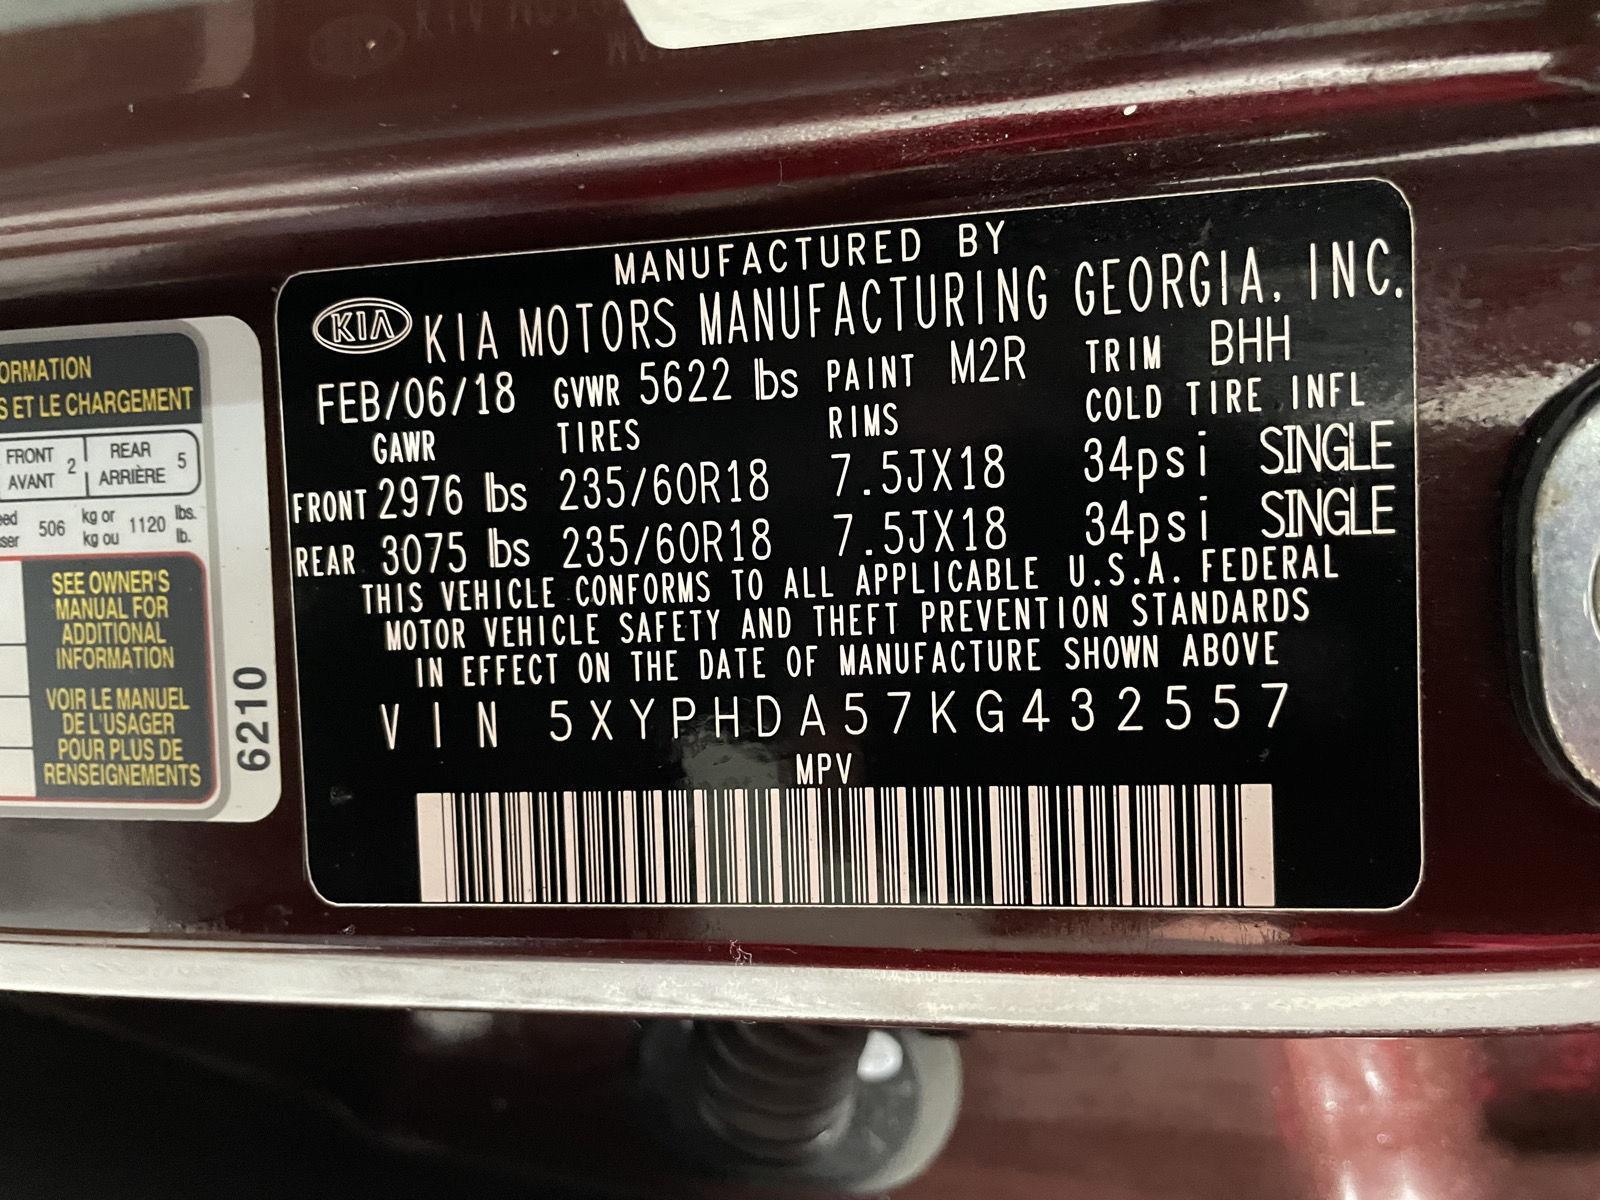 MANUFACTURED BY
KIA KIA MOTORS MANUFACTURING GEORGIA, INC.
FEB/06/18 GVWR 5622 lbs PAINT M2R TRIM BHH
GAWR TIRES RIMS COLD TIRE INFL
FRONT 2976 lbs 235/60R18 7.5JX18 34psi SINGLE
REAR 3075 lbs 235/60R18 7.5JX18 34psi SINGLE
THIS VEHICLE CONFORMS TO ALL APPLICABLE U.S.A. FEDERAL
MOTOR VEHICLE SAFETY AND THEFT PREVENTION STANDARDS
IN EFFECT ON THE DATE OF MANUFACTURE SHOWN ABOVE
VIN 5XYPHDA57KG432557
MPV
ET LE CHARGEMENT
FRONT 2 REAR 5
AVANT ARRIÈRE
506 kg or 1120 lbs.
kg ou lb.
SEE OWNER'S
MANUAL FOR
ADDITIONAL
INFORMATION
VOIR LE MANUEL
DE L'USAGER
POUR PLUS DE
RENSEIGNEMENTS
6210